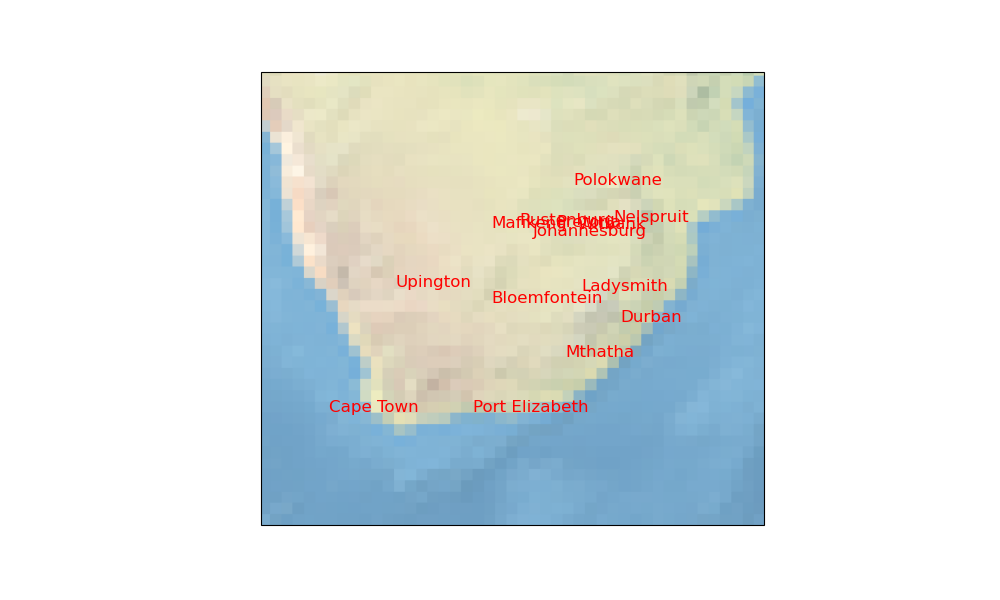 Polokwane
Nelspruit
Rustenburg
Mafikeng
Pretoria
Witbank
Johannesburg
Upington
Ladysmith
Bloemfontein
Durban
Mthatha
Cape Town
Port Elizabeth